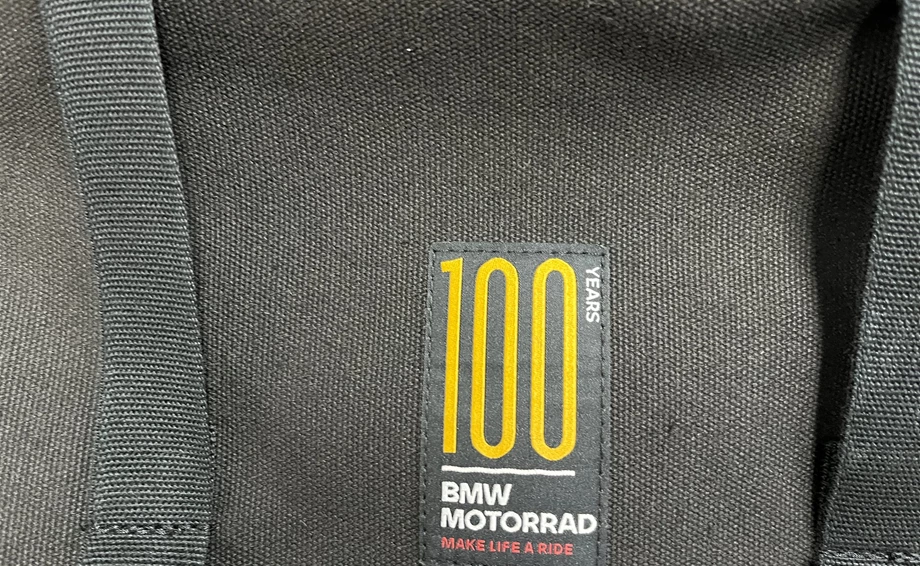 100 YEARS
BMW
MOTORRAD
MAKE LIFE A RIDE